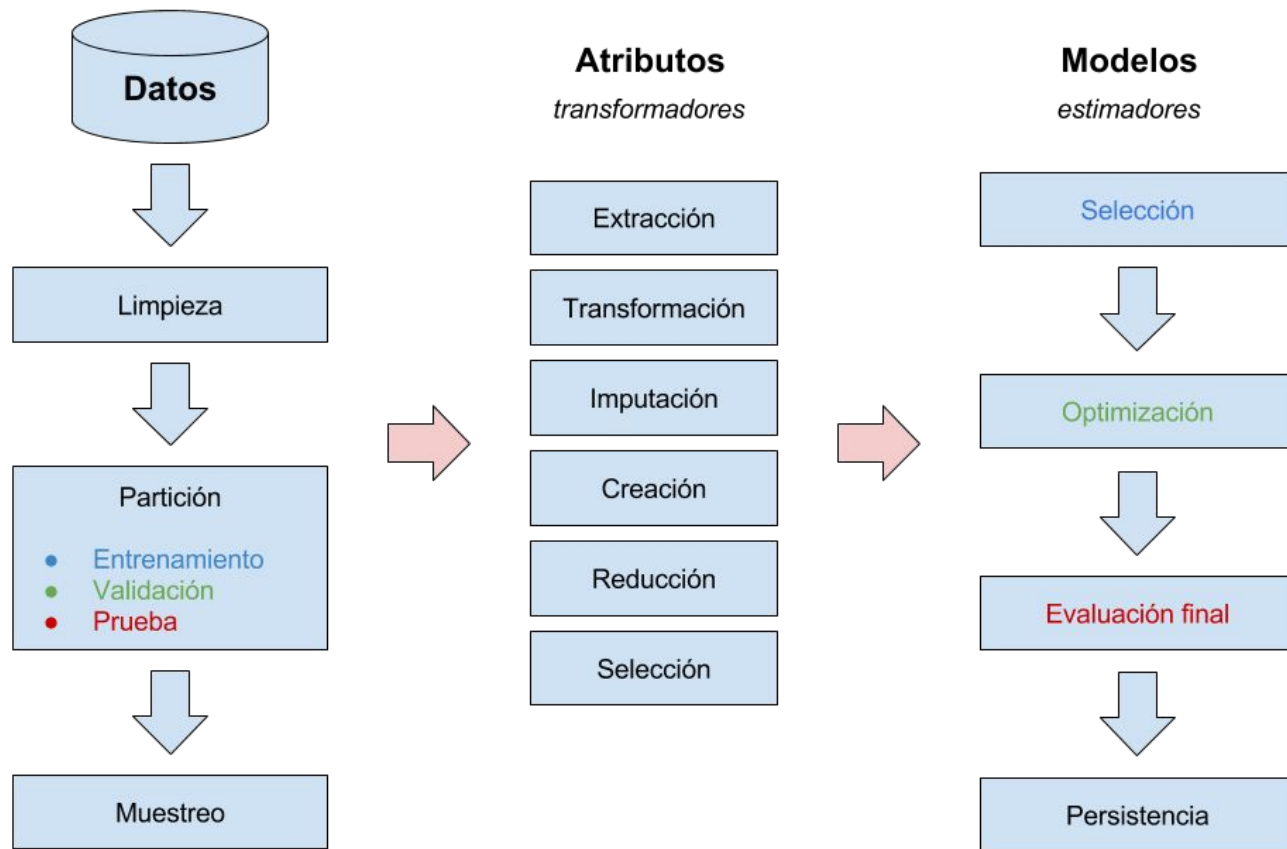 Datos
Limpieza
Partición
● Entrenamiento
● Validación
● Prueba
Muestreo
Atributos
transformadores
Extracción
Transformación
Imputación
Creación
Reducción
Selección
Modelos
estimadores
Selección
Optimización
Evaluación final
Persistencia